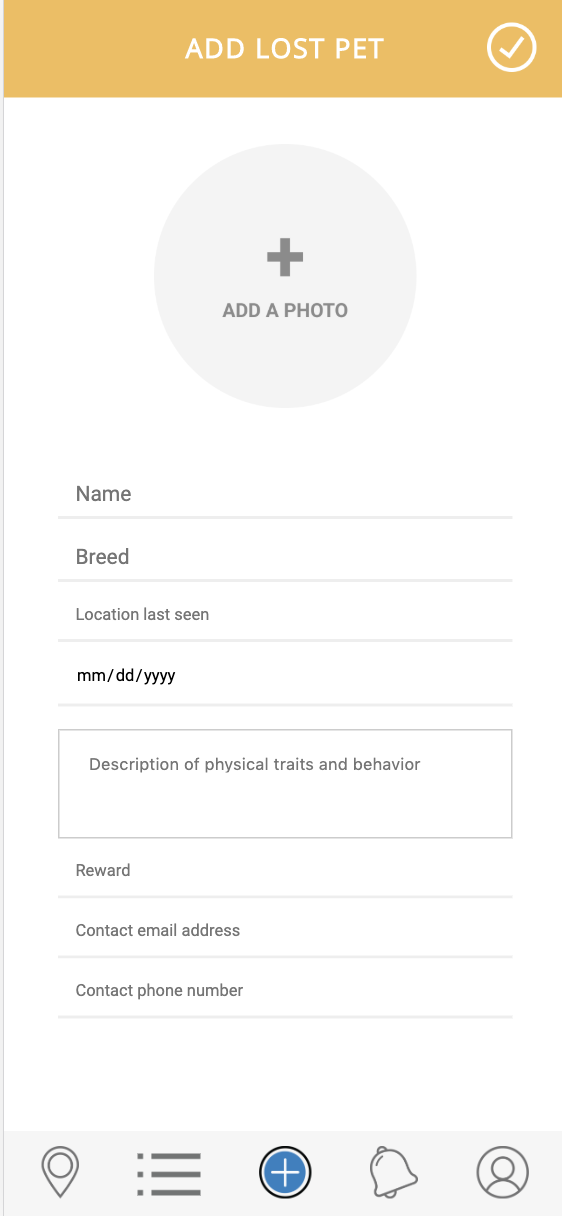 ADD LOST PET
ADD A PHOTO
Name
Breed
Location last seen
mm/dd/yyyy
Description of physical traits and behavior
Reward
Contact email address
Contact phone number